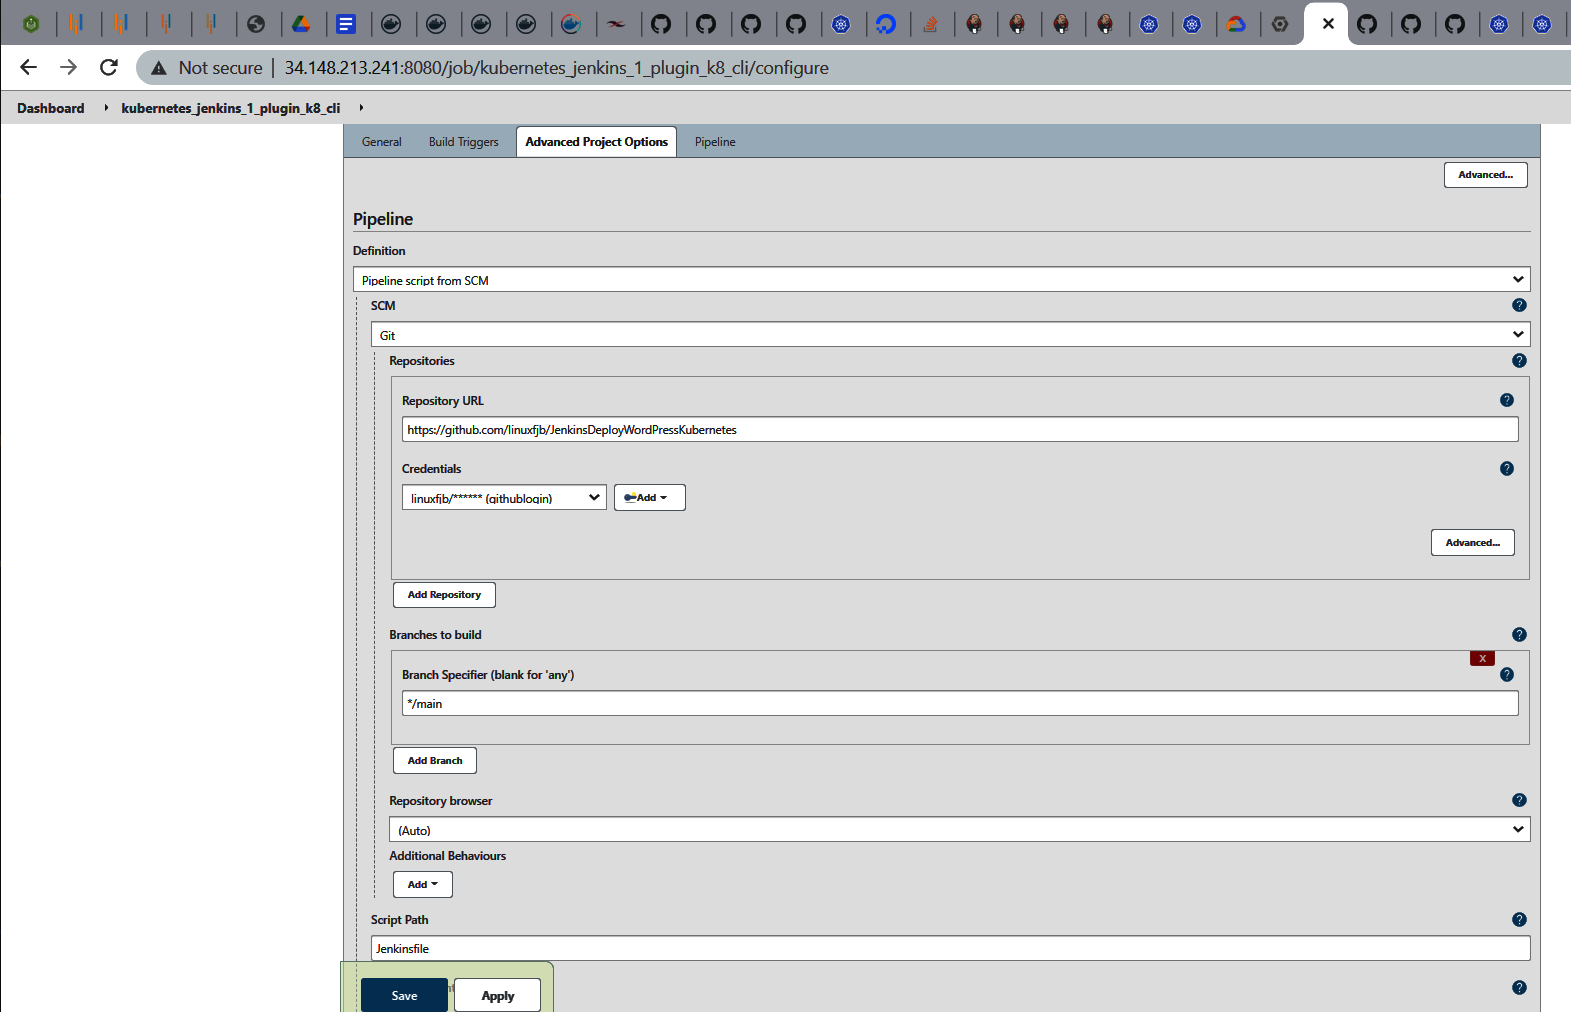 Not secure | 34.148.213.241:8080/job/kubernetes_jenkins_1_plugin_k8_cli/configure
Dashboard kubernetes_jenkins_1_plugin_k8_cli
General Build Triggers Advanced Project Options Pipeline
Advanced...
Pipeline
Definition
Pipeline script from SCM
SCM
Git
Repositories
Repository URL
https://github.com/linuxfjb/JenkinsDeployWordPressKubernetes
Credentials
linuxfjb/****** (githublogin) Add
Advanced...
Add Repository
Branches to build
X
Branch Specifier (blank for 'any')
*/main
Add Branch
Repository browser
(Auto)
Additional Behaviours
Add
Script Path
Jenkinsfile
Save Apply